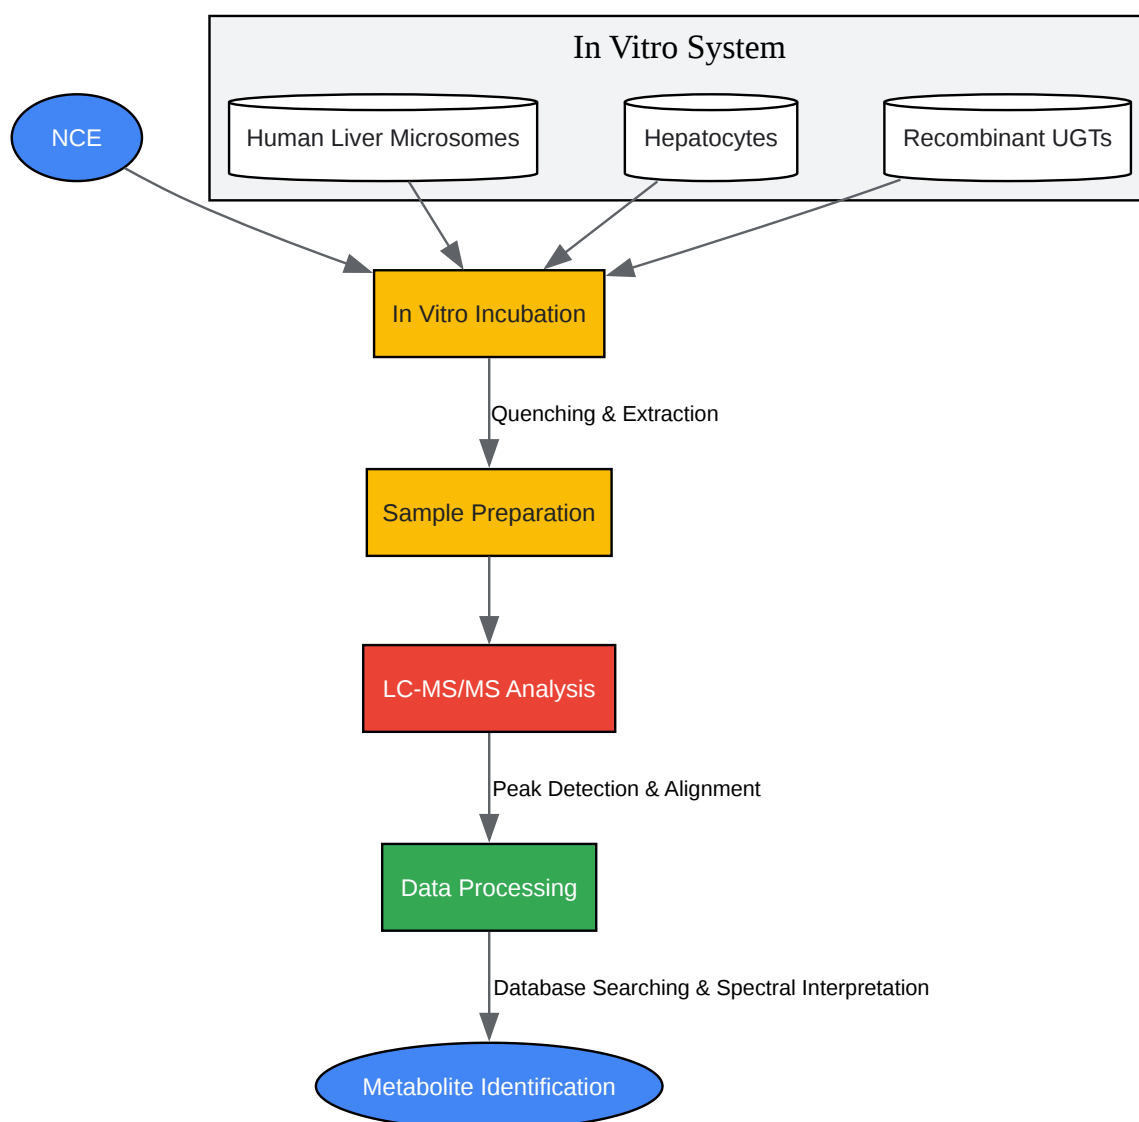 In Vitro System
NCE
Human Liver Microsomes
Hepatocytes
Recombinant UGTs
In Vitro Incubation
Quenching & Extraction
Sample Preparation
LC-MS/MS Analysis
Peak Detection & Alignment
Data Processing
Database Searching & Spectral Interpretation
Metabolite Identification